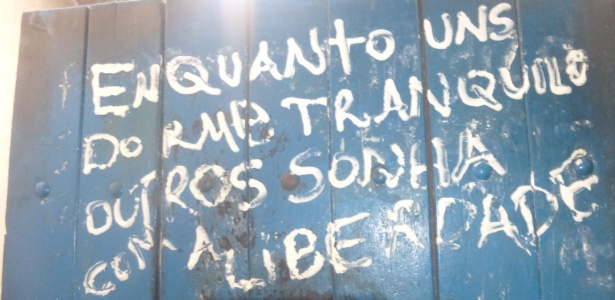 ENQUANTO UNS
DORME TRANQUILO
OUTROS SONHA
COM A LIBERDADE